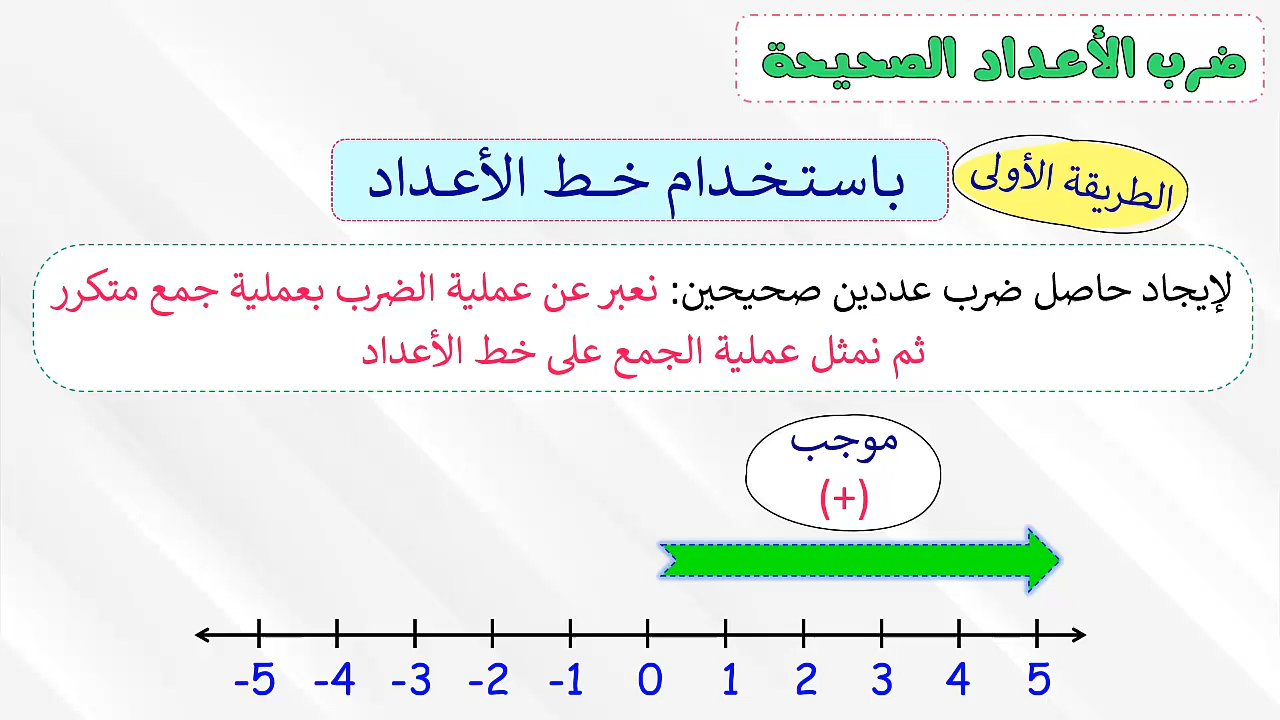 ضرب الأعداد الصحيحة
الطريقة الأولى
باستخدام خط الأعداد
لإيجاد حاصل ضرب عددين صحيحين: نعبر عن عملية الضرب بعملية جمع متكرر
ثم نمثل عملية الجمع على خط الأعداد
موجب
(+)
-5 -4 -3 -2 -1 0 1 2 3 4 5